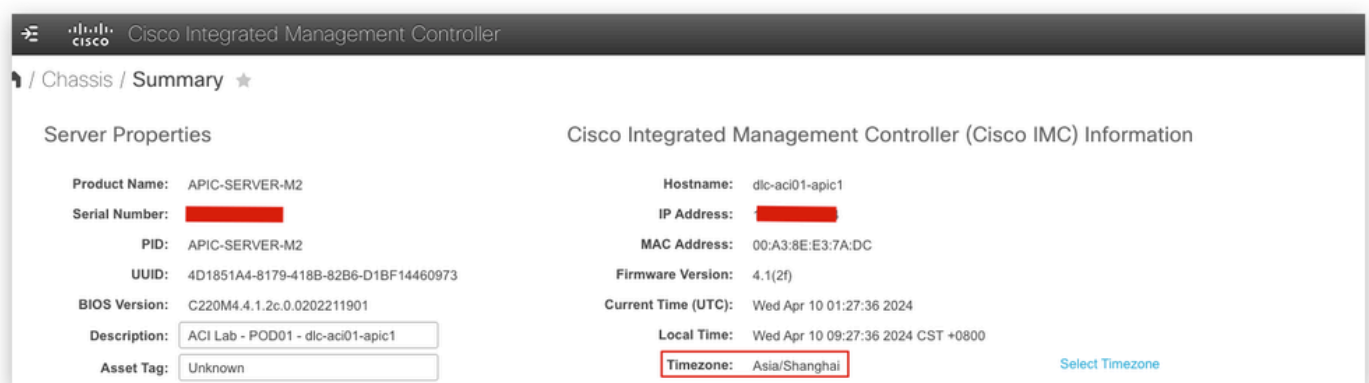 CISCO Cisco Integrated Management Controller
/ Chassis / Summary
Server Properties
Product Name: APIC-SERVER-M2
Serial Number:
PID: APIC-SERVER-M2
UUID: 4D1851A4-8179-418B-82B6-D1BF14460973
BIOS Version: C220M4.4.1.2c.0.0202211901
Description: ACI Lab - POD01 - dlc-aci01-apic1
Asset Tag: Unknown
Cisco Integrated Management Controller (Cisco IMC) Information
Hostname: dlc-aci01-apic1
IP Address:
MAC Address: 00:A3:8E:E3:7A:DC
Firmware Version: 4.1(2f)
Current Time (UTC): Wed Apr 10 01:27:36 2024
Local Time: Wed Apr 10 09:27:36 2024 CST +0800
Timezone: Asia/Shanghai Select Timezone